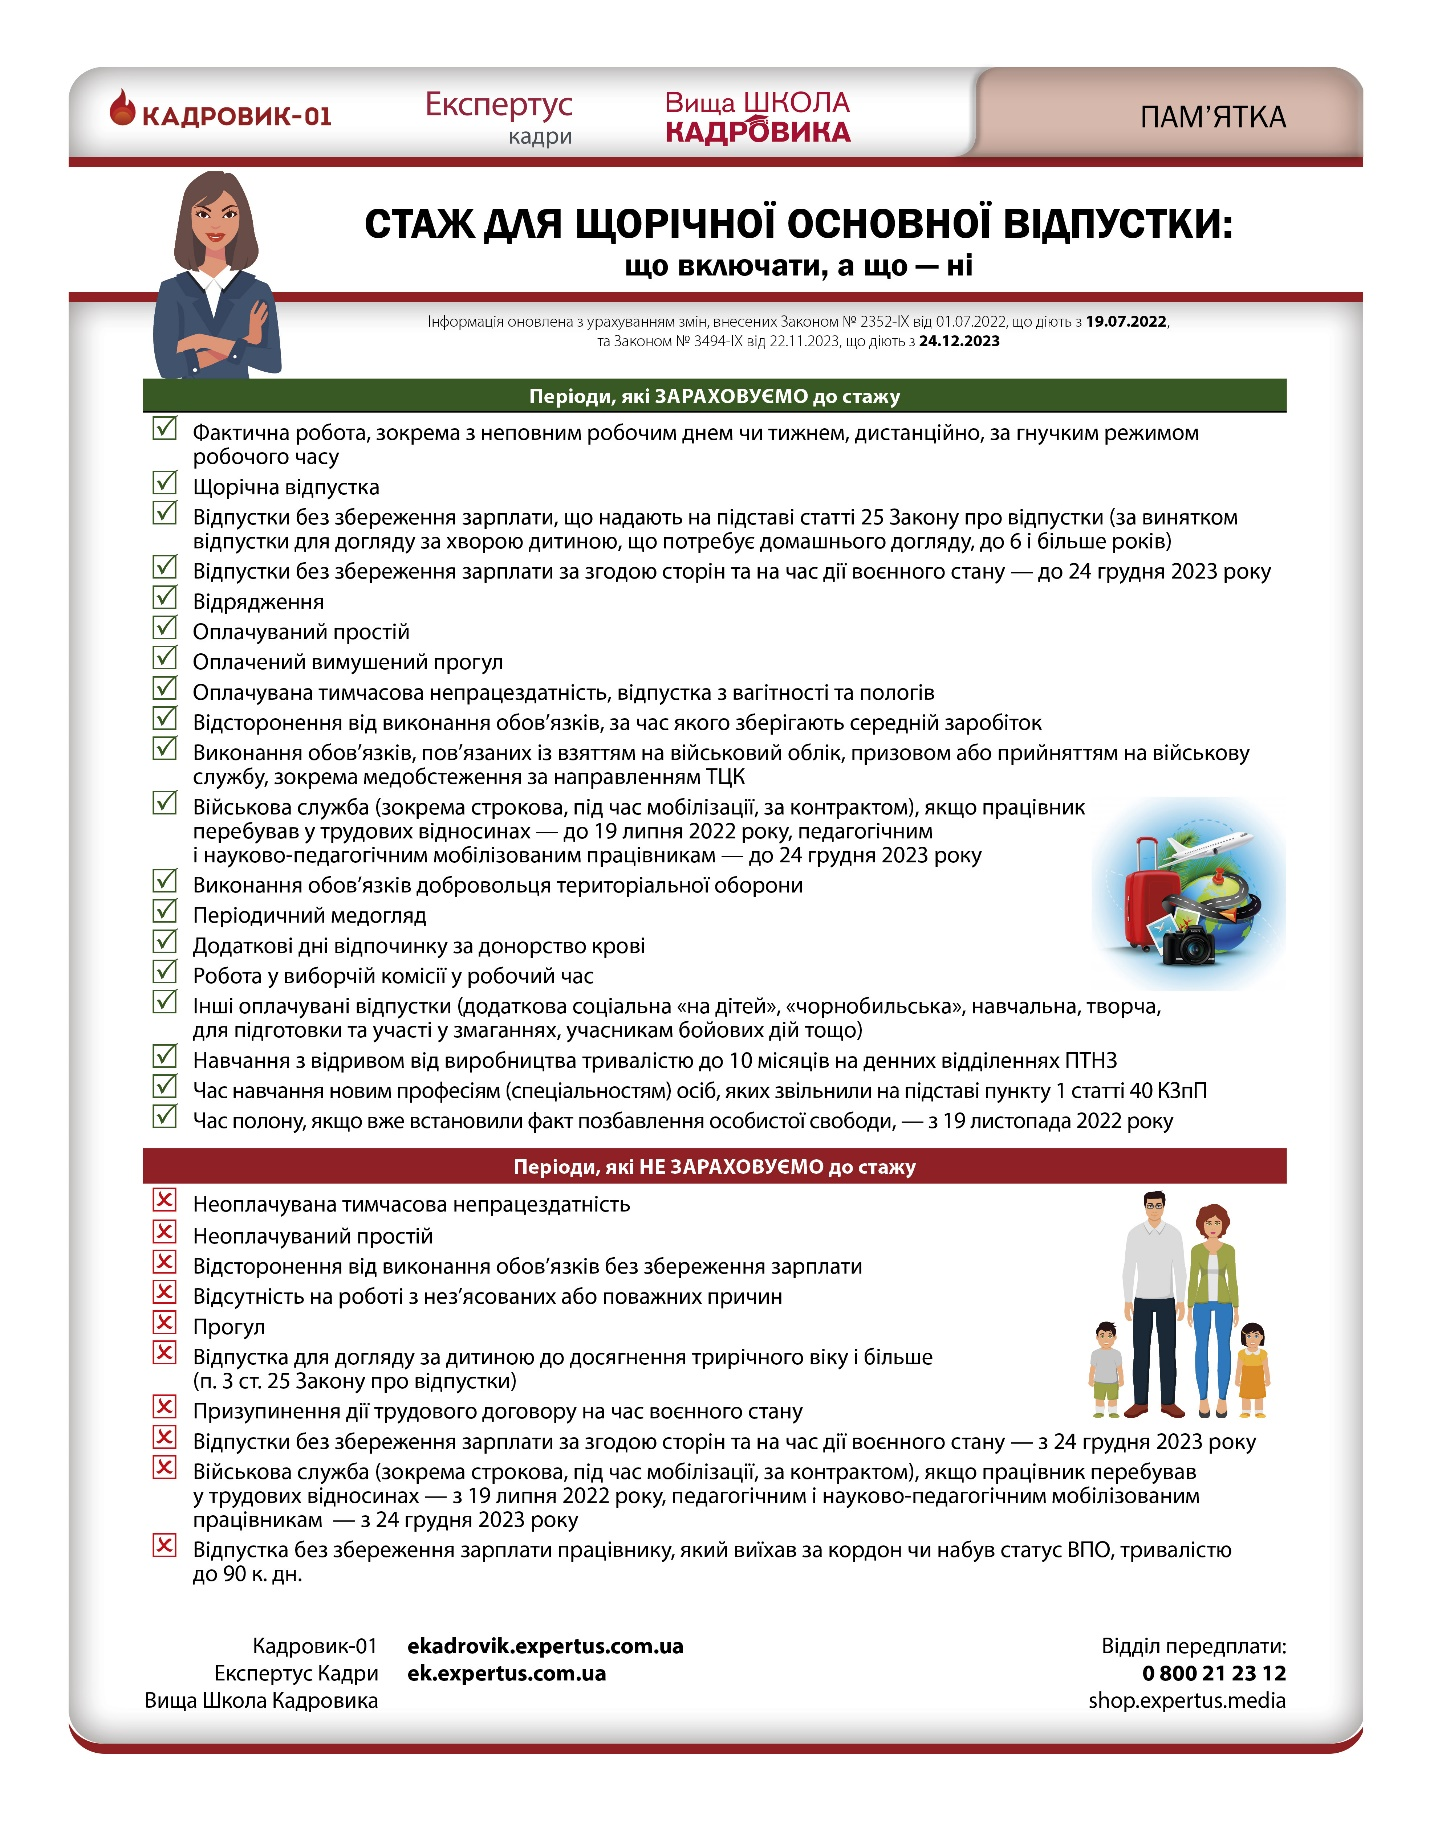 КАДРОВИК-01
Експертус
кадри
Вища ШКОЛА
КАДРОВИКА
ПАМ’ЯТКА
СТАЖ ДЛЯ ЩОРІЧНОЇ ОСНОВНОЇ ВІДПУСТКИ:
що включати, а що — ні
Інформація оновлена з урахуванням змін, внесених Законом № 2352-IX від 01.07.2022, що діють з 19.07.2022,
та Законом № 3494-IX від 22.11.2023, що діють з 24.12.2023
Періоди, які ЗАРАХОВУЄМО до стажу
Фактична робота, зокрема з неповним робочим днем чи тижнем, дистанційно, за гнучким режимом
робочого часу
Щорічна відпустка
Відпустки без збереження зарплати, що надають на підставі статті 25 Закону про відпустки (за винятком
відпустки для догляду за хворою дитиною, що потребує домашнього догляду, до 6 і більше років)
Відпустки без збереження зарплати за згодою сторін та на час дії воєнного стану — до 24 грудня 2023 року
Відрядження
Оплачуваний простій
Оплачений вимушений прогул
Оплачувана тимчасова непрацездатність, відпустка з вагітності та пологів
Відсторонення від виконання обов’язків, за час якого зберігають середній заробіток
Виконання обов’язків, пов’язаних із взяттям на військовий облік, призовом або прийняттям на військову
службу, зокрема медобстеження за направленням ТЦК
Військова служба (зокрема строкова, під час мобілізації, за контрактом), якщо працівник
перебував у трудових відносинах — до 19 липня 2022 року, педагогічним
і науково-педагогічним мобілізованим працівникам — до 24 грудня 2023 року
Виконання обов’язків добровольця територіальної оборони
Періодичний медогляд
Додаткові дні відпочинку за донорство крові
Робота у виборчій комісії у робочий час
Інші оплачувані відпустки (додаткова соціальна «на дітей», «чорнобильська», навчальна, творча,
для підготовки та участі у змаганнях, учасникам бойових дій тощо)
Навчання з відривом від виробництва тривалістю до 10 місяців на денних відділеннях ПТНЗ
Час навчання новим професіям (спеціальностям) осіб, яких звільнили на підставі пункту 1 статті 40 КЗпП
Час полону, якщо вже встановили факт позбавлення особистої свободи, — з 19 листопада 2022 року
Періоди, які НЕ ЗАРАХОВУЄМО до стажу
Неоплачувана тимчасова непрацездатність
Неоплачуваний простій
Відсторонення від виконання обов’язків без збереження зарплати
Відсутність на роботі з нез’ясованих або поважних причин
Прогул
Відпустка для догляду за дитиною до досягнення трирічного віку і більше
(п. 3 ст. 25 Закону про відпустки)
Призупинення дії трудового договору на час воєнного стану
Відпустки без збереження зарплати за згодою сторін та на час дії воєнного стану — з 24 грудня 2023 року
Військова служба (зокрема строкова, під час мобілізації, за контрактом), якщо працівник перебував
у трудових відносинах — з 19 липня 2022 року, педагогічним і науково-педагогічним мобілізованим
працівникам — з 24 грудня 2023 року
Відпустка без збереження зарплати працівнику, який виїхав за кордон чи набув статус ВПО, тривалістю
до 90 к. дн.
Кадровик-01 ekadrovik.expertus.com.ua
Експертус Кадри ek.expertus.com.ua
Вища Школа Кадровика
Відділ передплати:
0 800 21 23 12
shop.expertus.media